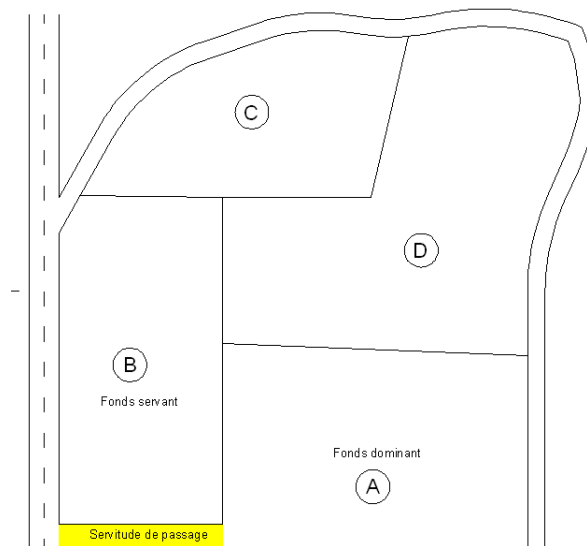 C
D
B
Fonds servant
Fonds dominant
A
Servitude de passage